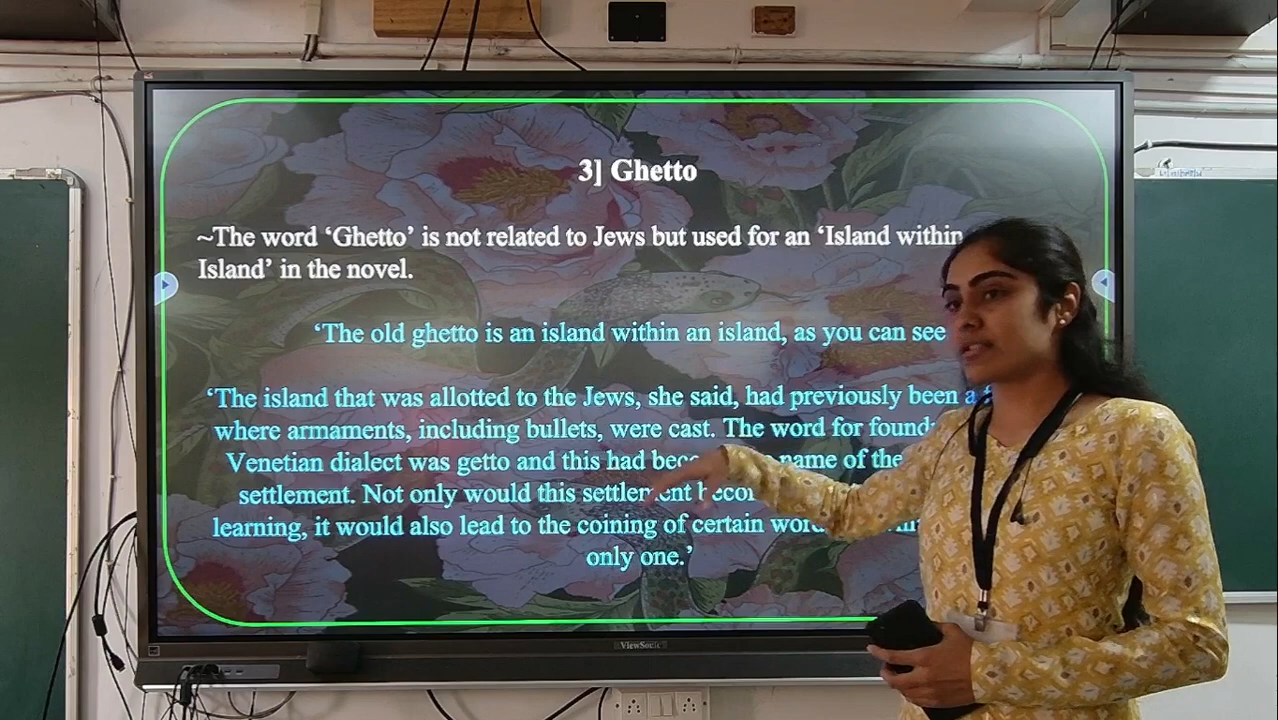 3] Ghetto
~The word ‘Ghetto’ is not related to Jews but used for an ‘Island within
Island’ in the novel.
‘The old ghetto is an island within an island, as you can see
‘The island that was allotted to the Jews, she said, had previously been a
where armaments, including bullets, were cast. The word for
Venetian dialect was getto and this had name of the
settlement. Not only would this settlement
learning, it would also lead to the coining of certain
only one.’
ViewSonic